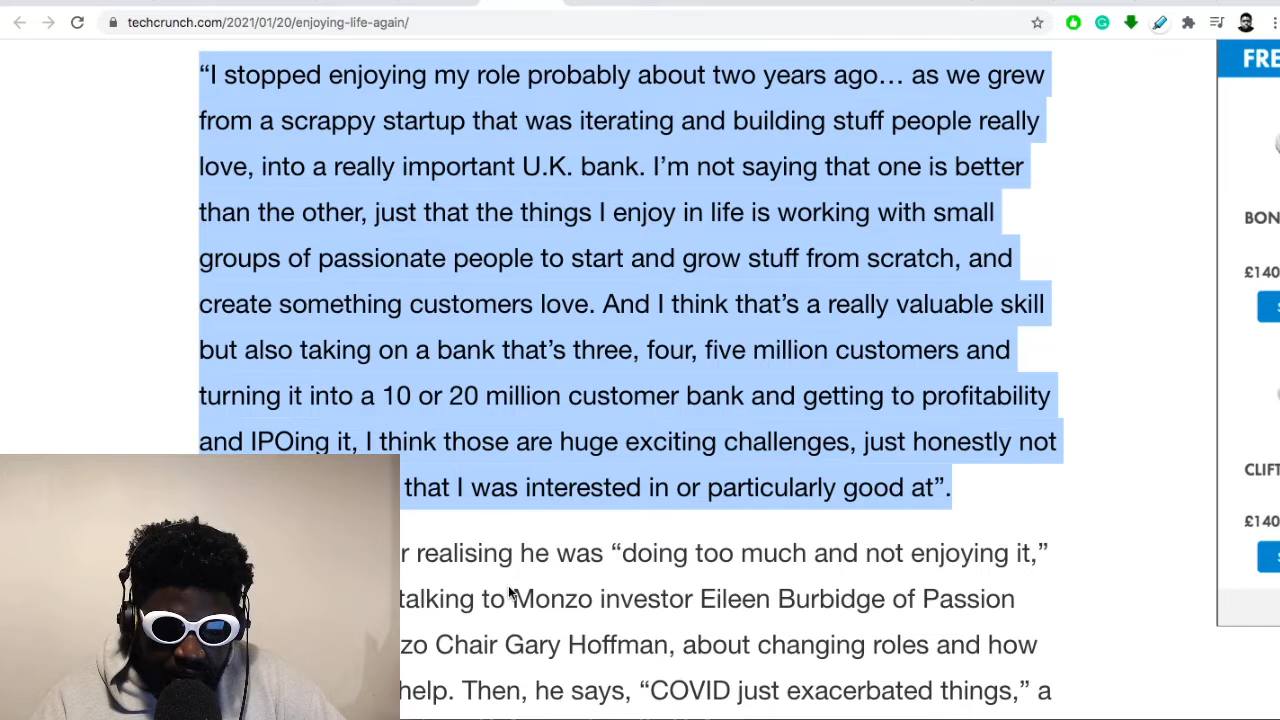 techcrunch.com/2021/01/20/enjoying-life-again/
“I stopped enjoying my role probably about two years ago… as we grew
from a scrappy startup that was iterating and building stuff people really
love, into a really important U.K. bank. I’m not saying that one is better
than the other, just that the things I enjoy in life is working with small
groups of passionate people to start and grow stuff from scratch, and
create something customers love. And I think that’s a really valuable skill
but also taking on a bank that’s three, four, five million customers and
turning it into a 10 or 20 million customer bank and getting to profitability
and IPOing it, I think those are huge exciting challenges, just honestly not
that I was interested in or particularly good at”.
realising he was “doing too much and not enjoying it,”
talking to Monzo investor Eileen Burbidge of Passion
zo Chair Gary Hoffman, about changing roles and how
help. Then, he says, “COVID just exacerbated things,” a
FRE
BON
£140
CLIF
£140